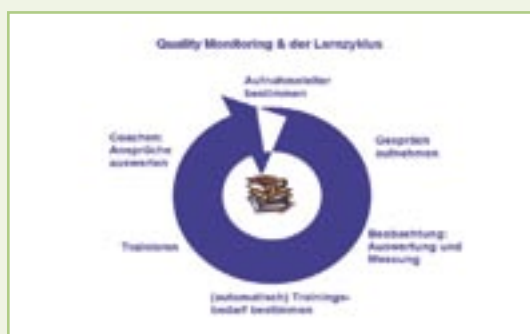 Quality Monitoring & der Lernzyklus
bestimmen
Gespräch
aufnehmen
Beobachtung:
Auswertung und
Messung
(automatisch) Trainings-
bedarf bestimmen
Trainieren
Coachen:
Ansprüche
auswerten